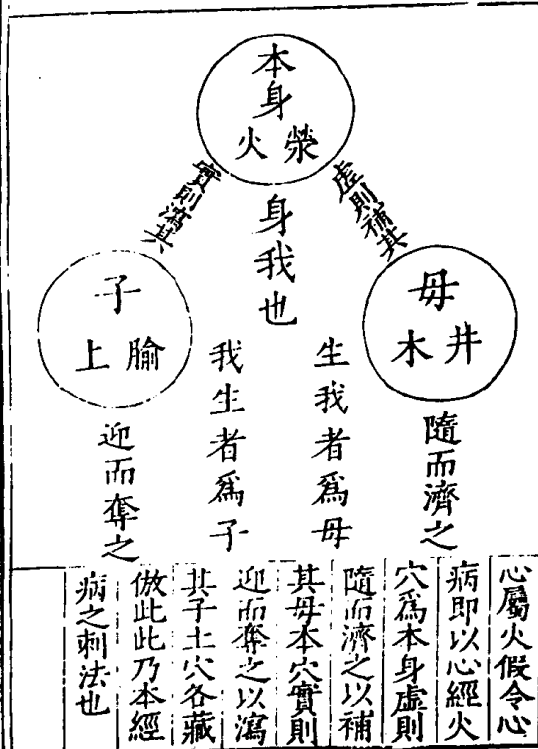 本身
滎火
虛則補其
實則瀉其
身我也
母
井木
子
腧上
隨而濟之
生我者爲母
我生者爲子
迎而奪之
心屬火假令心
病即以心經火
穴爲本身虛則
隨而濟之以補
其母本穴實則
迎而奪之以瀉
其子土穴各藏
倣此此乃本經
病之刺法也